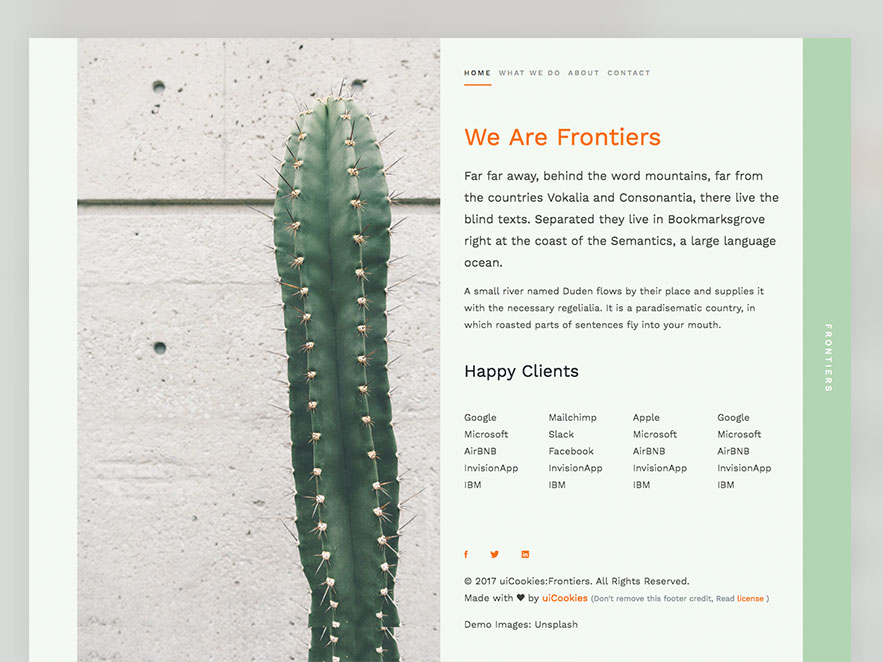 HOME WHAT WE DO ABOUT CONTACT
We Are Frontiers
Far far away, behind the word mountains, far from
the countries Vokalia and Consonantia, there live the
blind texts. Separated they live in Bookmarksgrove
right at the coast of the Semantics, a large language
ocean.
A small river named Duden flows by their place and supplies it
with the necessary regelialia. It is a paradisematic country, in
which roasted parts of sentences fly into your mouth.
Happy Clients
Google Mailchimp Apple Google
Microsoft Slack Microsoft Microsoft
AirBNB Facebook AirBNB AirBNB
InvisionApp InvisionApp InvisionApp InvisionApp
IBM IBM IBM IBM
© 2017 uiCookies:Frontiers. All Rights Reserved.
Made with ♥ by uiCookies (Don't remove this footer credit, Read license )
Demo Images: Unsplash
FRONTIERS